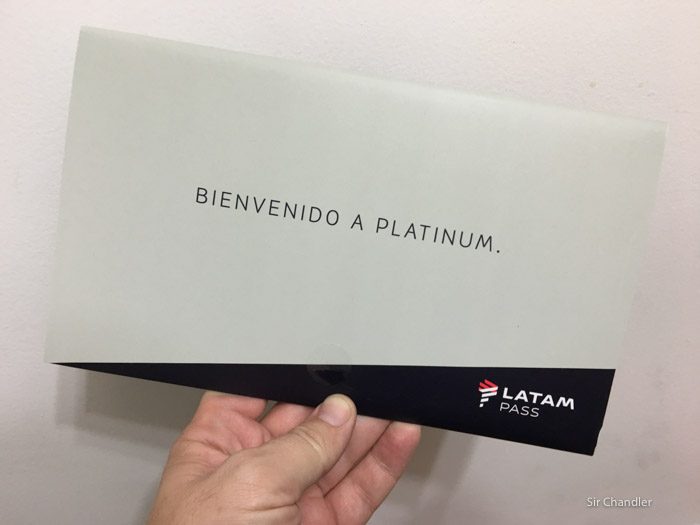 BIENVENIDO A PLATINUM.
LATAM
PASS
Sir Chandler